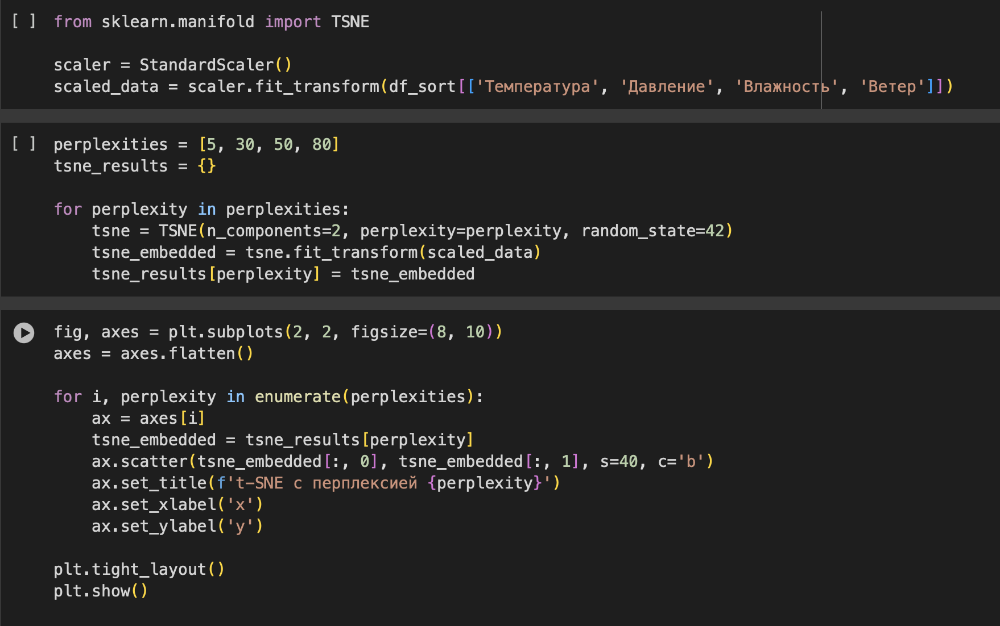 [ ] from sklearn.manifold import TSNE
scaler = StandardScaler()
scaled_data = scaler.fit_transform(df_sort[['Температура', 'Давление', 'Влажность', 'Ветер']])
[ ] perplexities = [5, 30, 50, 80]
tsne_results = {}
for perplexity in perplexities:
    tsne = TSNE(n_components=2, perplexity=perplexity, random_state=42)
    tsne_embedded = tsne.fit_transform(scaled_data)
    tsne_results[perplexity] = tsne_embedded
fig, axes = plt.subplots(2, 2, figsize=(8, 10))
axes = axes.flatten()
for i, perplexity in enumerate(perplexities):
    ax = axes[i]
    tsne_embedded = tsne_results[perplexity]
    ax.scatter(tsne_embedded[:, 0], tsne_embedded[:, 1], s=40, c='b')
    ax.set_title(f't-SNE с перплексией {perplexity}')
    ax.set_xlabel('x')
    ax.set_ylabel('y')
plt.tight_layout()
plt.show()